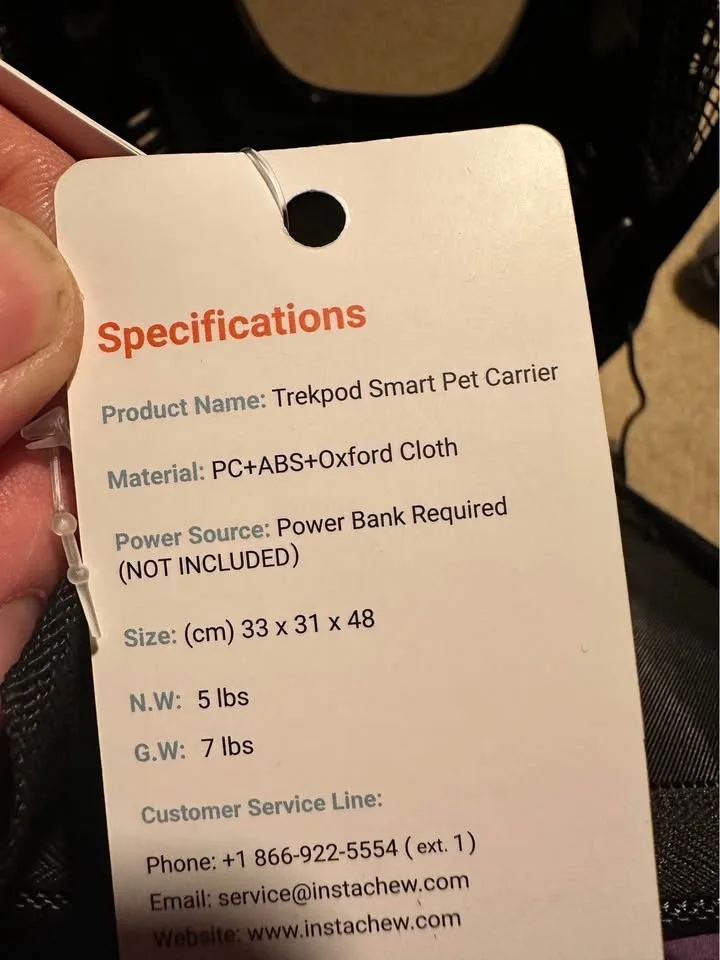 Specifications
Product Name: Trekpod Smart Pet Carrier
Material: PC+ABS+Oxford Cloth
Power Source: Power Bank Required
(NOT INCLUDED)
Size: (cm) 33 x 31 x 48
N.W: 5 lbs
G.W: 7 lbs
Customer Service Line:
Phone: +1 866-922-5554 ( ext. 1 )
Email: service@instachew.com
Website: www.instachew.com